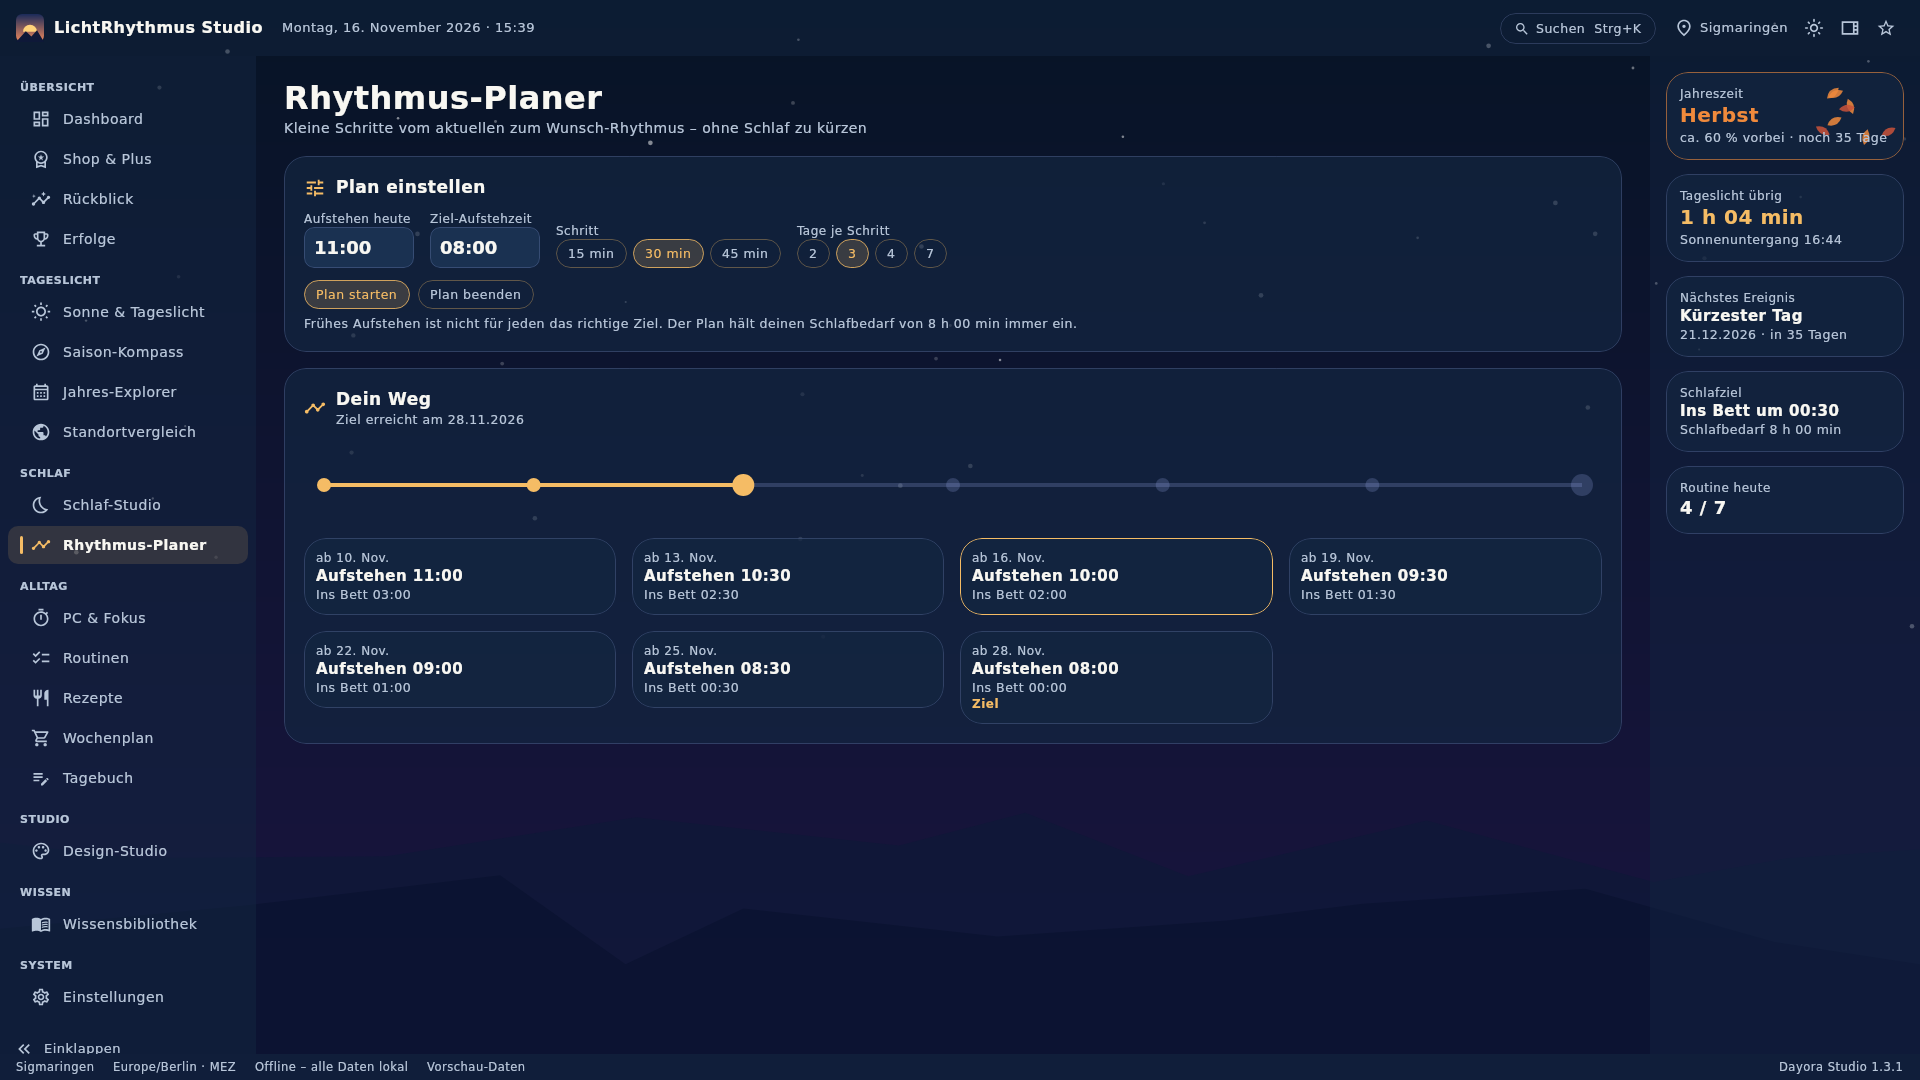 LichtRhythmus Studio
Montag, 16. November 2026 · 15:39
Suchen Strg+K
Sigmaringen
ÜBERSICHT
Dashboard
Shop & Plus
Rückblick
Erfolge
TAGESLICHT
Sonne & Tageslicht
Saison-Kompass
Jahres-Explorer
Standortvergleich
SCHLAF
Schlaf-Studio
Rhythmus-Planer
ALLTAG
PC & Fokus
Routinen
Rezepte
Wochenplan
Tagebuch
STUDIO
Design-Studio
WISSEN
Wissensbibliothek
SYSTEM
Einstellungen
Einklappen
Rhythmus-Planer
Kleine Schritte vom aktuellen zum Wunsch-Rhythmus – ohne Schlaf zu kürzen
Plan einstellen
Aufstehen heute
11:00
Ziel-Aufstehzeit
08:00
Schritt
15 min 30 min 45 min
Tage je Schritt
2 3 4 7
Plan starten Plan beenden
Frühes Aufstehen ist nicht für jeden das richtige Ziel. Der Plan hält deinen Schlafbedarf von 8 h 00 min immer ein.
Dein Weg
Ziel erreicht am 28.11.2026
ab 10. Nov.
Aufstehen 11:00
Ins Bett 03:00
ab 13. Nov.
Aufstehen 10:30
Ins Bett 02:30
ab 16. Nov.
Aufstehen 10:00
Ins Bett 02:00
ab 19. Nov.
Aufstehen 09:30
Ins Bett 01:30
ab 22. Nov.
Aufstehen 09:00
Ins Bett 01:00
ab 25. Nov.
Aufstehen 08:30
Ins Bett 00:30
ab 28. Nov.
Aufstehen 08:00
Ins Bett 00:00
Ziel
Jahreszeit
Herbst
ca. 60 % vorbei · noch 35 Tage
Tageslicht übrig
1 h 04 min
Sonnenuntergang 16:44
Nächstes Ereignis
Kürzester Tag
21.12.2026 · in 35 Tagen
Schlafziel
Ins Bett um 00:30
Schlafbedarf 8 h 00 min
Routine heute
4 / 7
Sigmaringen Europe/Berlin · MEZ Offline – alle Daten lokal Vorschau-Daten
Dayora Studio 1.3.1